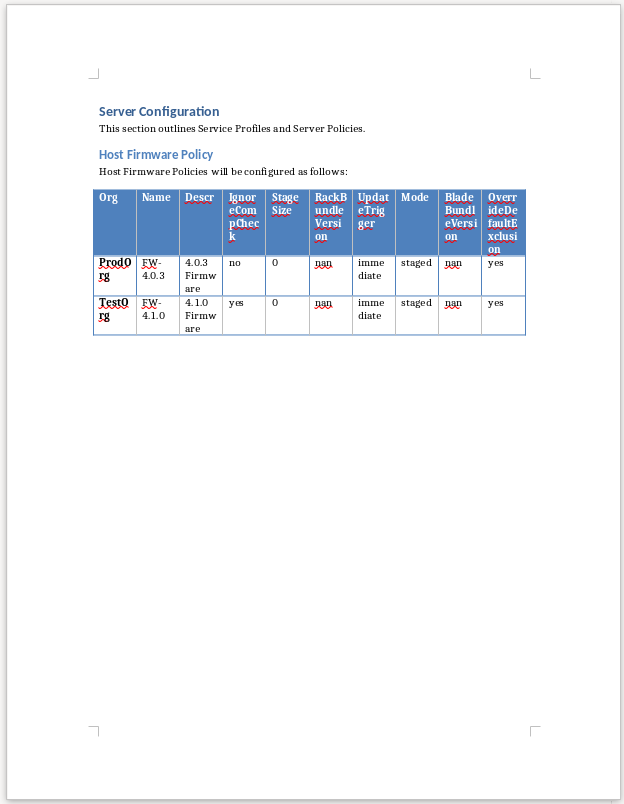 Server Configuration
This section outlines Service Profiles and Server Policies.
Host Firmware Policy
Host Firmware Policies will be configured as follows:
Org Name Descr IgnoreCompCheck StageSize RackBundleVersion UpdateTrigger Mode BladeBundleVersion OverrideDefaultExclusion
ProdOrg FW-4.0.3 4.0.3 Firmware no 0 nan immediate staged nan yes
TestOrg FW-4.1.0 4.1.0 Firmware yes 0 nan immediate staged nan yes